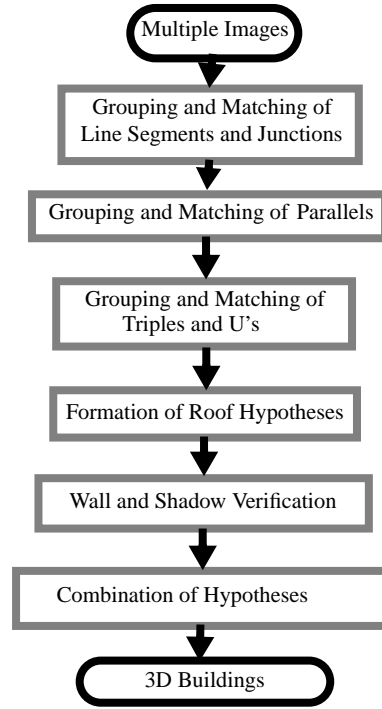 Multiple Images
Grouping and Matching of
Line Segments and Junctions
Grouping and Matching of Parallels
Grouping and Matching of
Triples and U's
Formation of Roof Hypotheses
Wall and Shadow Verification
Combination of Hypotheses
3D Buildings